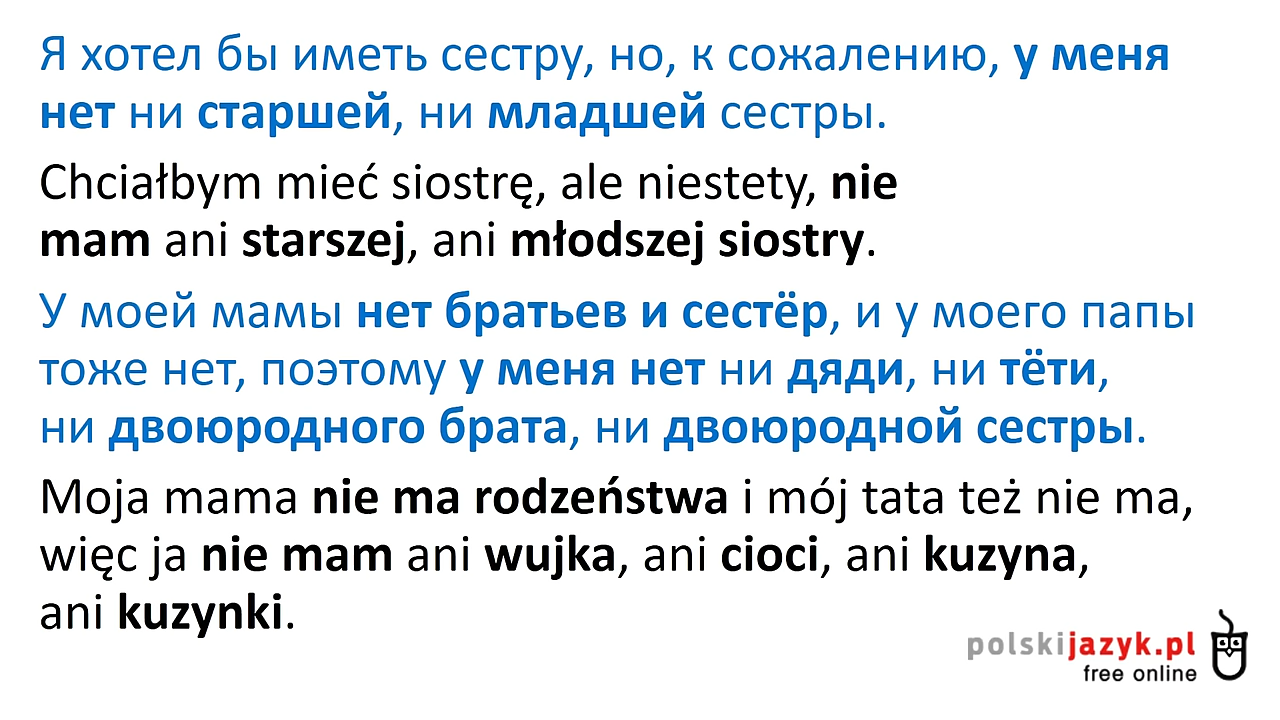 Я хотел бы иметь сестру, но, к сожалению, у меня
нет ни старшей, ни младшей сестры.
Chciałbym mieć siostrę, ale niestety, nie
mam ani starszej, ani młodszej siostry.
У моей мамы нет братьев и сестёр, и у моего папы
тоже нет, поэтому у меня нет ни дяди, ни тёти,
ни двоюродного брата, ни двоюродной сестры.
Moja mama nie ma rodzeństwa i mój tata też nie ma,
więc ja nie mam ani wujka, ani cioci, ani kuzyna,
ani kuzynki.
polskijazyk.pl
free online